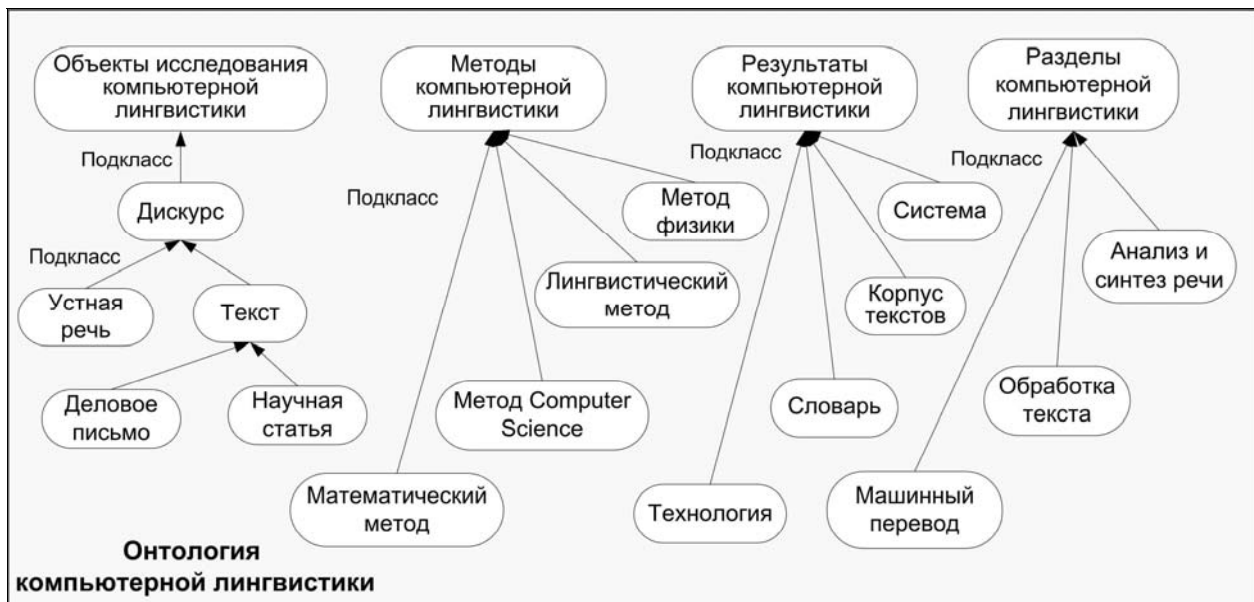 Объекты исследования
компьютерной
лингвистики
Методы
компьютерной
лингвистики
Результаты
компьютерной
лингвистики
Разделы
компьютерной
лингвистики
Подкласс
Дискурс
Подкласс
Устная
речь
Текст
Деловое
письмо
Научная
статья
Подкласс
Метод
физики
Лингвистический
метод
Метод Computer
Science
Математический
метод
Подкласс
Система
Корпус
текстов
Словарь
Технология
Подкласс
Анализ и
синтез речи
Обработка
текста
Машинный
перевод
Онтология
компьютерной лингвистики